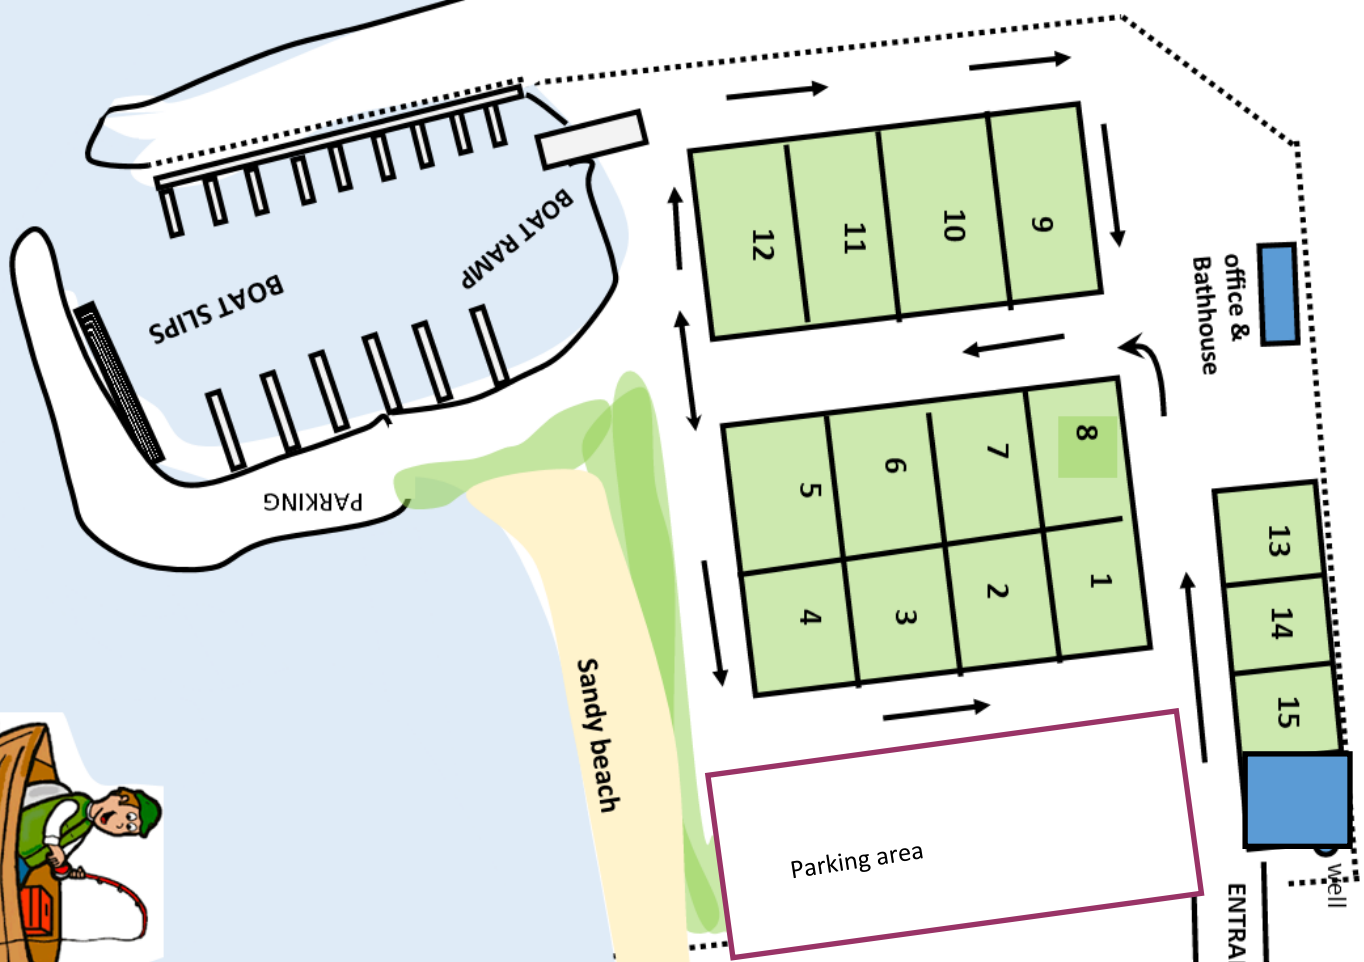 BOAT RAMP
BOAT SLIPS
PARKING
12
11
10
9
office &
Bathhouse
5
6
7
8
4
3
2
1
13
14
15
Sandy beach
Parking area
well
ENTRA